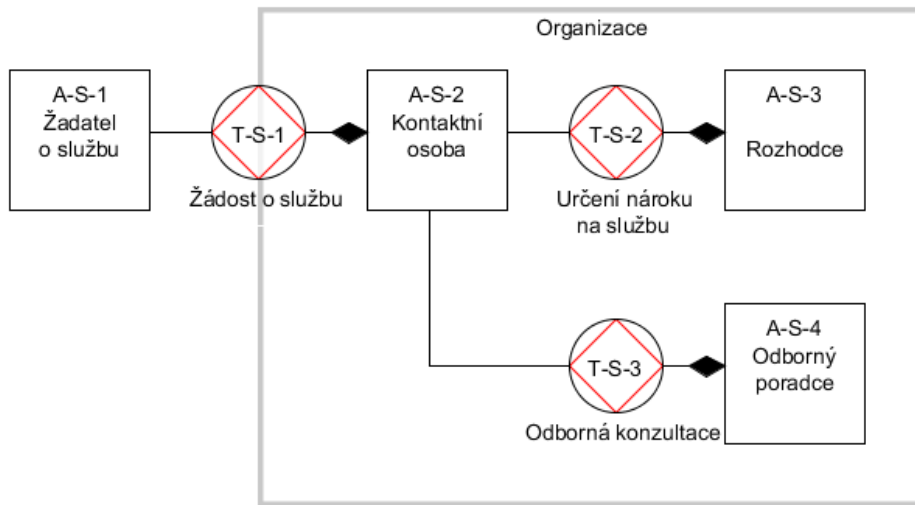 Organizace
A-S-1
Žadatel
o službu
T-S-1
Žádost o službu
A-S-2
Kontaktní
osoba
T-S-2
Určení nároku
na službu
A-S-3
Rozhodce
T-S-3
Odborná konzultace
A-S-4
Odborný
poradce